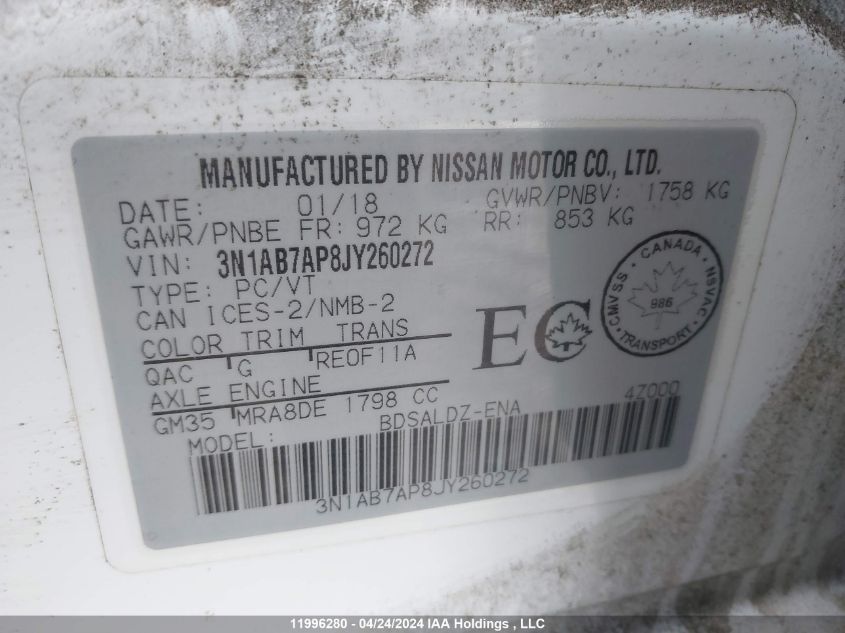 MANUFACTURED BY NISSAN MOTOR CO., LTD.
DATE: 01/18 GVWR/PNBV: 1758 KG
GAWR/PNBE FR: 972 KG RR: 853 KG
VIN: 3N1AB7AP8JY260272
TYPE: PC/VT
CAN ICES-2/NMB-2
COLOR TRIM TRANS
QAC G RE0F11A
AXLE ENGINE
GM35 MRA8DE 1798 CC
MODEL: BDSALDZ-ENA 4Z000
3N1AB7AP8JY260272
EC
CANADA
CMVSS 986 NSVAC
TRANSPORT
11996280 - 04/24/2024 IAA Holdings , LLC